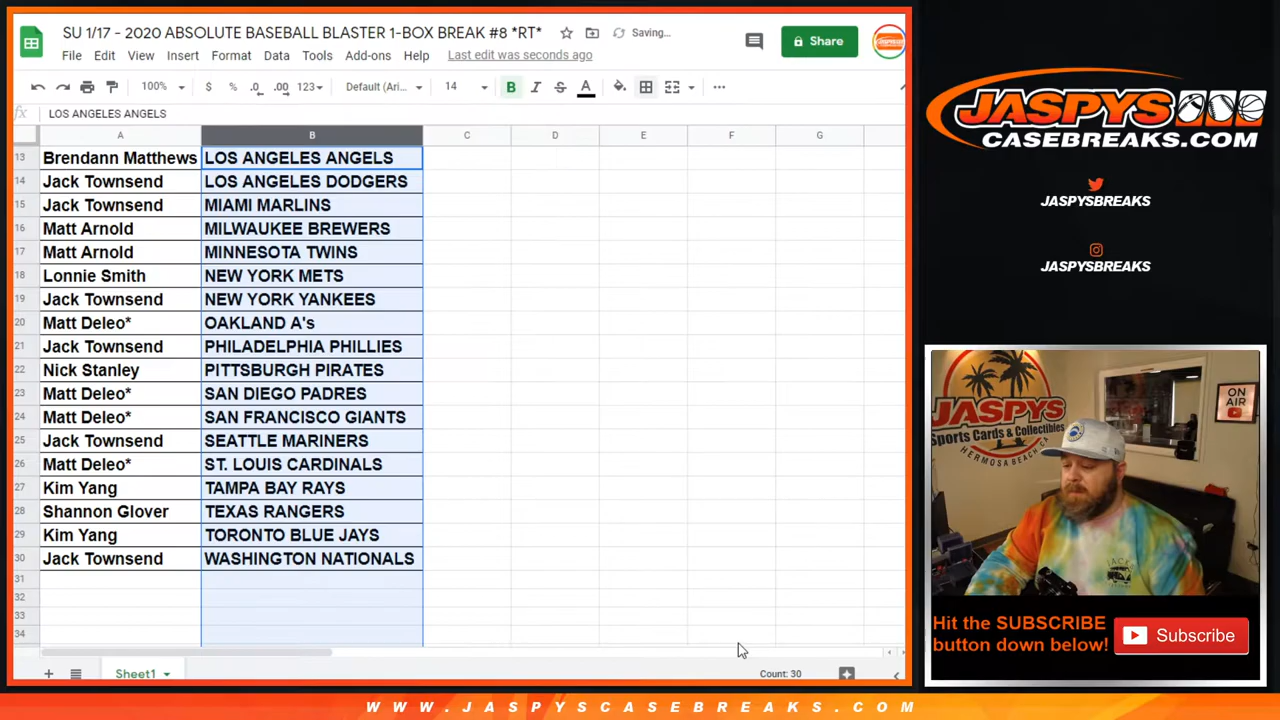 SU 1/17 - 2020 ABSOLUTE BASEBALL BLASTER 1-BOX BREAK #8 *RT*
Saving...
Share
File Edit View Insert Format Data Tools Add-ons Help Last edit was seconds ago
100% $ % .0 .00 123 Default (Ari... 14 B I S A
fx LOS ANGELES ANGELS
A B C D E F G
13 Brendann Matthews LOS ANGELES ANGELS
14 Jack Townsend LOS ANGELES DODGERS
15 Jack Townsend MIAMI MARLINS
16 Matt Arnold MILWAUKEE BREWERS
17 Matt Arnold MINNESOTA TWINS
18 Lonnie Smith NEW YORK METS
19 Jack Townsend NEW YORK YANKEES
20 Matt Deleo* OAKLAND A's
21 Jack Townsend PHILADELPHIA PHILLIES
22 Nick Stanley PITTSBURGH PIRATES
23 Matt Deleo* SAN DIEGO PADRES
24 Matt Deleo* SAN FRANCISCO GIANTS
25 Jack Townsend SEATTLE MARINERS
26 Matt Deleo* ST. LOUIS CARDINALS
27 Kim Yang TAMPA BAY RAYS
28 Shannon Glover TEXAS RANGERS
29 Kim Yang TORONTO BLUE JAYS
30 Jack Townsend WASHINGTON NATIONALS
31
32
33
34
Sheet1
Count: 30
JASPYS
CASEBREAKS.COM
JASPYSBREAKS
JASPYSBREAKS
JASPYS
Sports Cards & Collectibles
HERMOSA BEACH, CA
ON
AIR
Hit the SUBSCRIBE
button down below!
Subscribe
WWW.JASPYSCASEBREAKS.COM